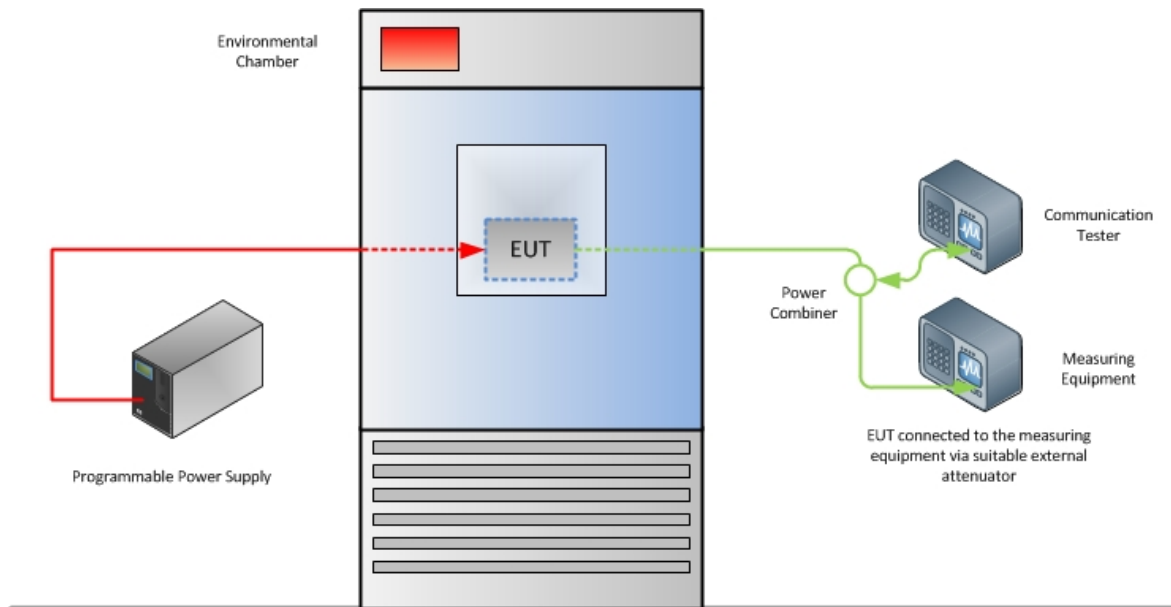 Environmental
Chamber
EUT
Communication
Tester
Power
Combiner
Measuring
Equipment
EUT connected to the measuring
equipment via suitable external
attenuator
Programmable Power Supply